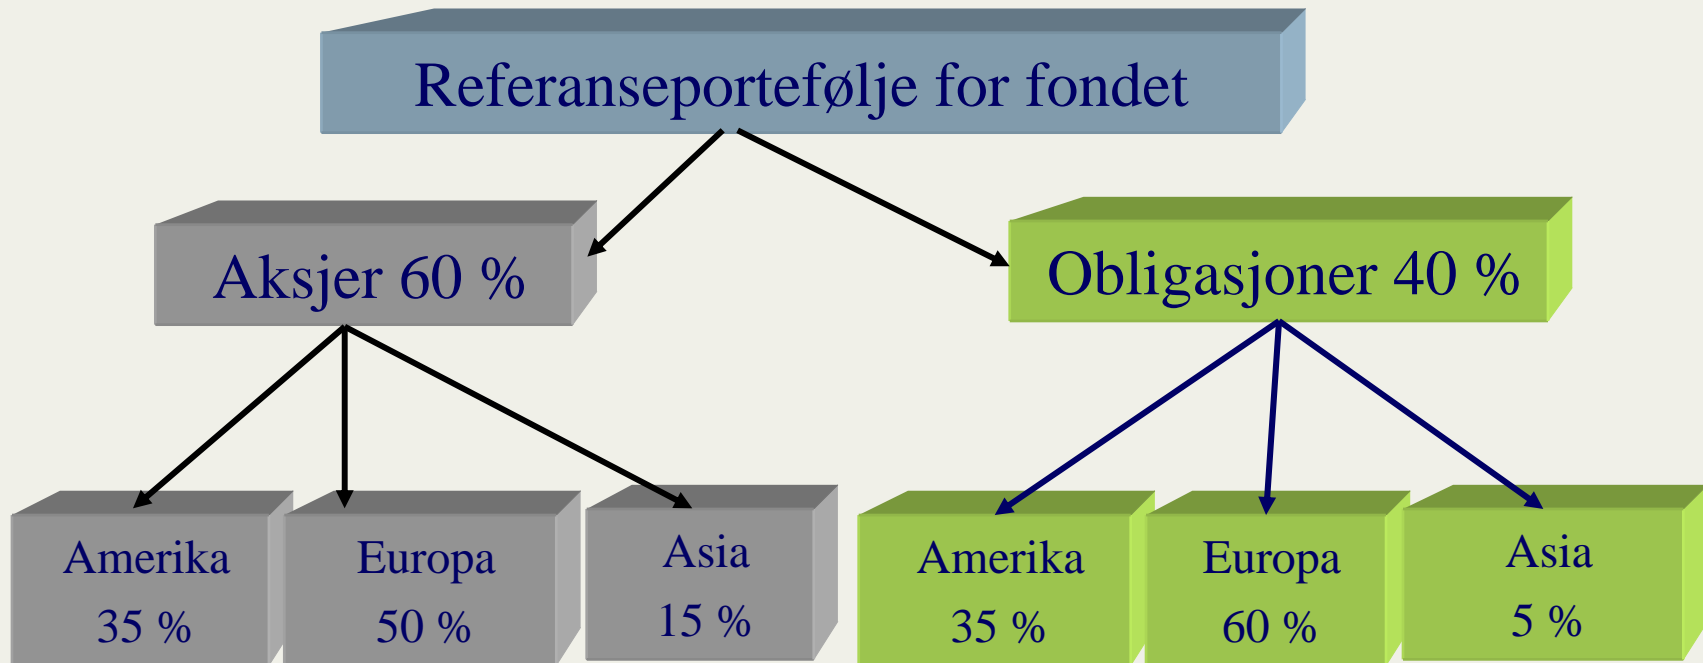 Referanseportefølje for fondet
Aksjer 60 %
Obligasjoner 40 %
Amerika
35 %
Europa
50 %
Asia
15 %
Amerika
35 %
Europa
60 %
Asia
5 %